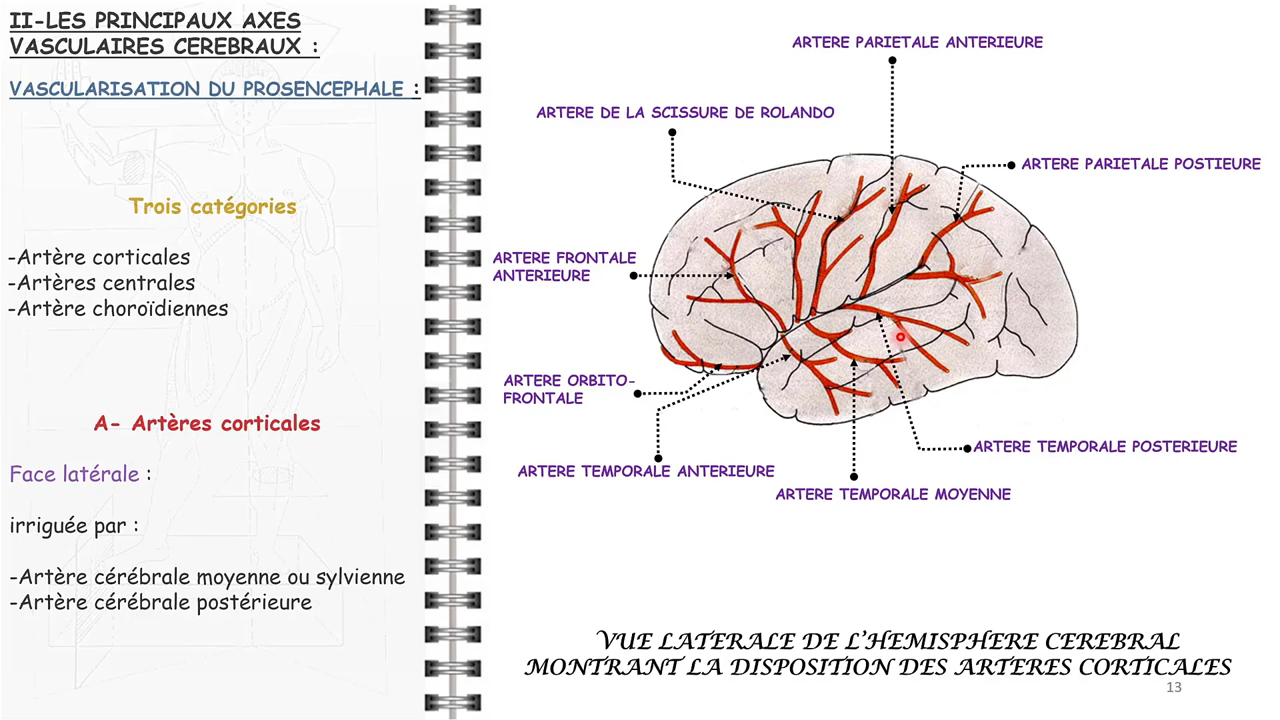 II-LES PRINCIPAUX AXES
VASCULAIRES CEREBRAUX :
VASCULARISATION DU PROSENCEPHALE :
Trois catégories
-Artère corticales
-Artères centrales
-Artère choroïdiennes
A- Artères corticales
Face latérale :
irriguée par :
-Artère cérébrale moyenne ou sylvienne
-Artère cérébrale postérieure
ARTERE PARIETALE ANTERIEURE
ARTERE DE LA SCISSURE DE ROLANDO
ARTERE PARIETALE POSTIEURE
ARTERE FRONTALE
ANTERIEURE
ARTERE ORBITO-
FRONTALE
ARTERE TEMPORALE POSTERIEURE
ARTERE TEMPORALE ANTERIEURE
ARTERE TEMPORALE MOYENNE
VUE LATERALE DE L'HEMISPHERE CEREBRAL
MONTRANT LA DISPOSITION DES ARTERES CORTICALES
13